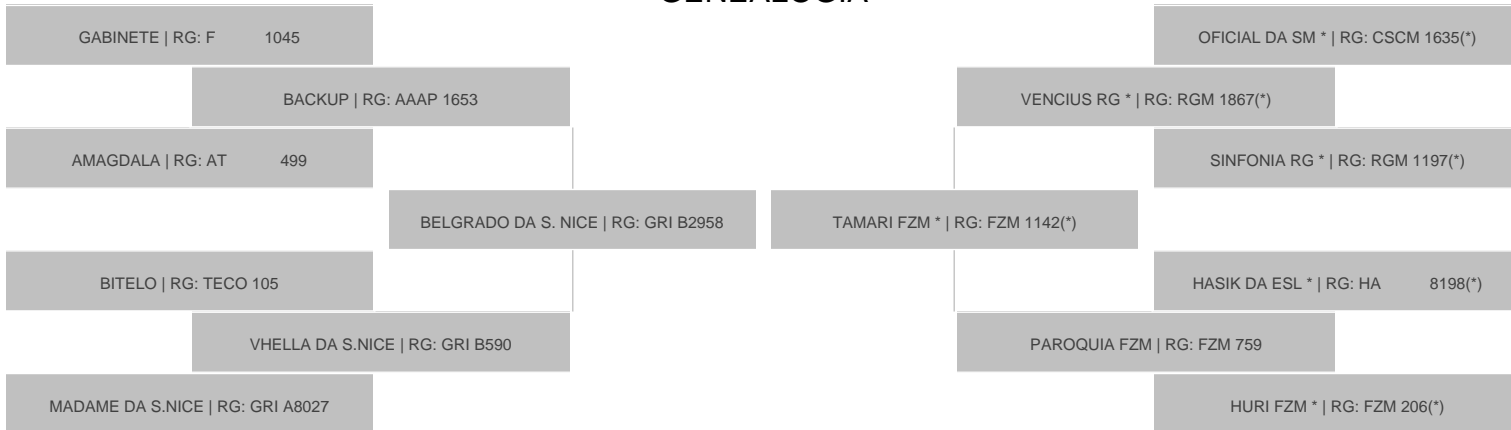 GABINETE | RG: F 1045
OFICIAL DA SM * | RG: CSCM 1635(*)
BACKUP | RG: AAAP 1653
VENCIUS RG * | RG: RGM 1867(*)
AMAGDALA | RG: AT 499
SINFONIA RG * | RG: RGM 1197(*)
BELGRADO DA S. NICE | RG: GRI B2958
TAMARI FZM * | RG: FZM 1142(*)
BITELO | RG: TECO 105
HASIK DA ESL * | RG: HA 8198(*)
VHELLA DA S.NICE | RG: GRI B590
PAROQUIA FZM | RG: FZM 759
MADAME DA S.NICE | RG: GRI A8027
HURI FZM * | RG: FZM 206(*)